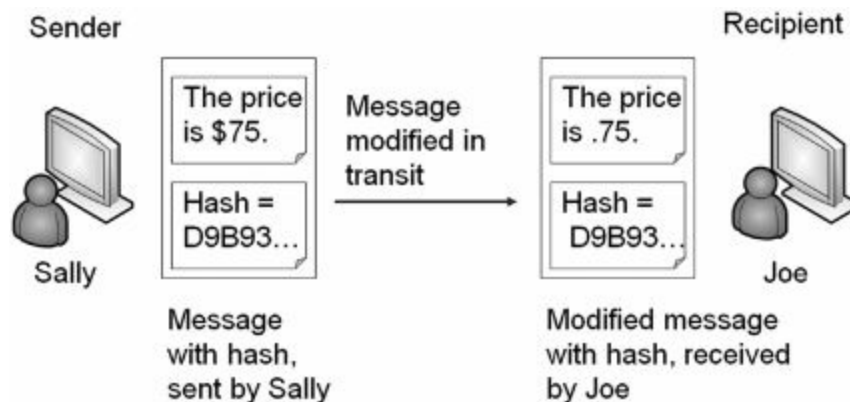 Sender
Recipient
The price
is $75.
Hash =
D9B93...
Sally
Message
modified in
transit
The price
is .75.
Hash =
D9B93...
Joe
Message
with hash,
sent by Sally
Modified message
with hash, received
by Joe